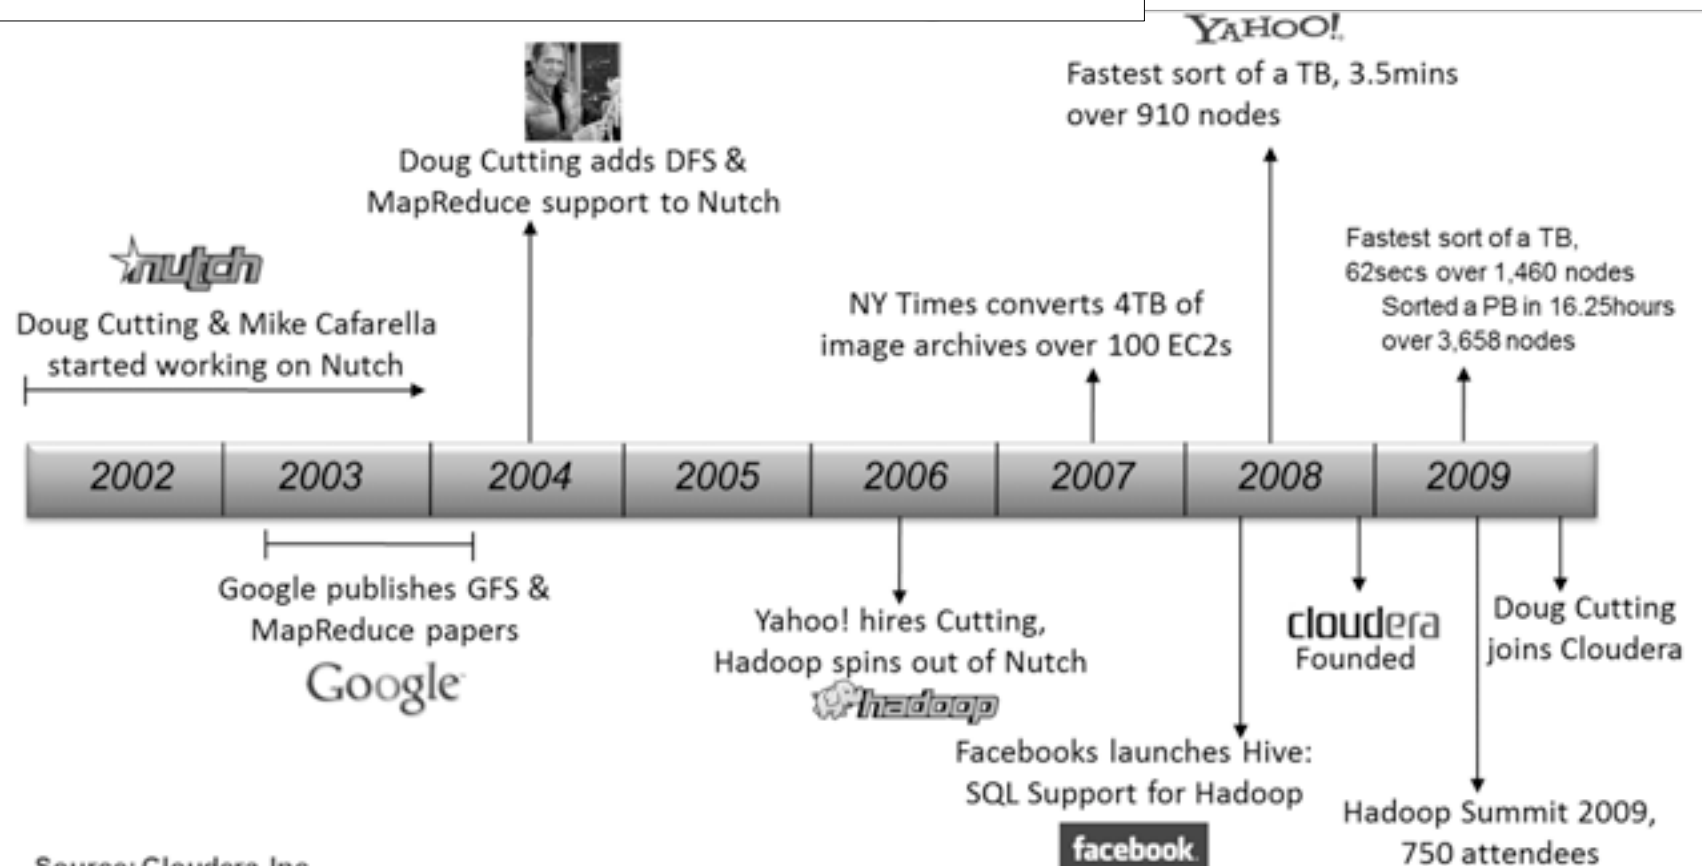 YAHOO!
Fastest sort of a TB, 3.5mins
over 910 nodes
Doug Cutting adds DFS &
MapReduce support to Nutch
nutch
Doug Cutting & Mike Cafarella
started working on Nutch
NY Times converts 4TB of
image archives over 100 EC2s
Fastest sort of a TB,
62secs over 1,460 nodes
Sorted a PB in 16.25hours
over 3,658 nodes
2002 2003 2004 2005 2006 2007 2008 2009
Google publishes GFS &
MapReduce papers
Google
Yahoo! hires Cutting,
Hadoop spins out of Nutch
hadoop
Facebooks launches Hive:
SQL Support for Hadoop
facebook
cloudera
Founded
Doug Cutting
joins Cloudera
Hadoop Summit 2009,
750 attendees
Source: Cloudera, Inc